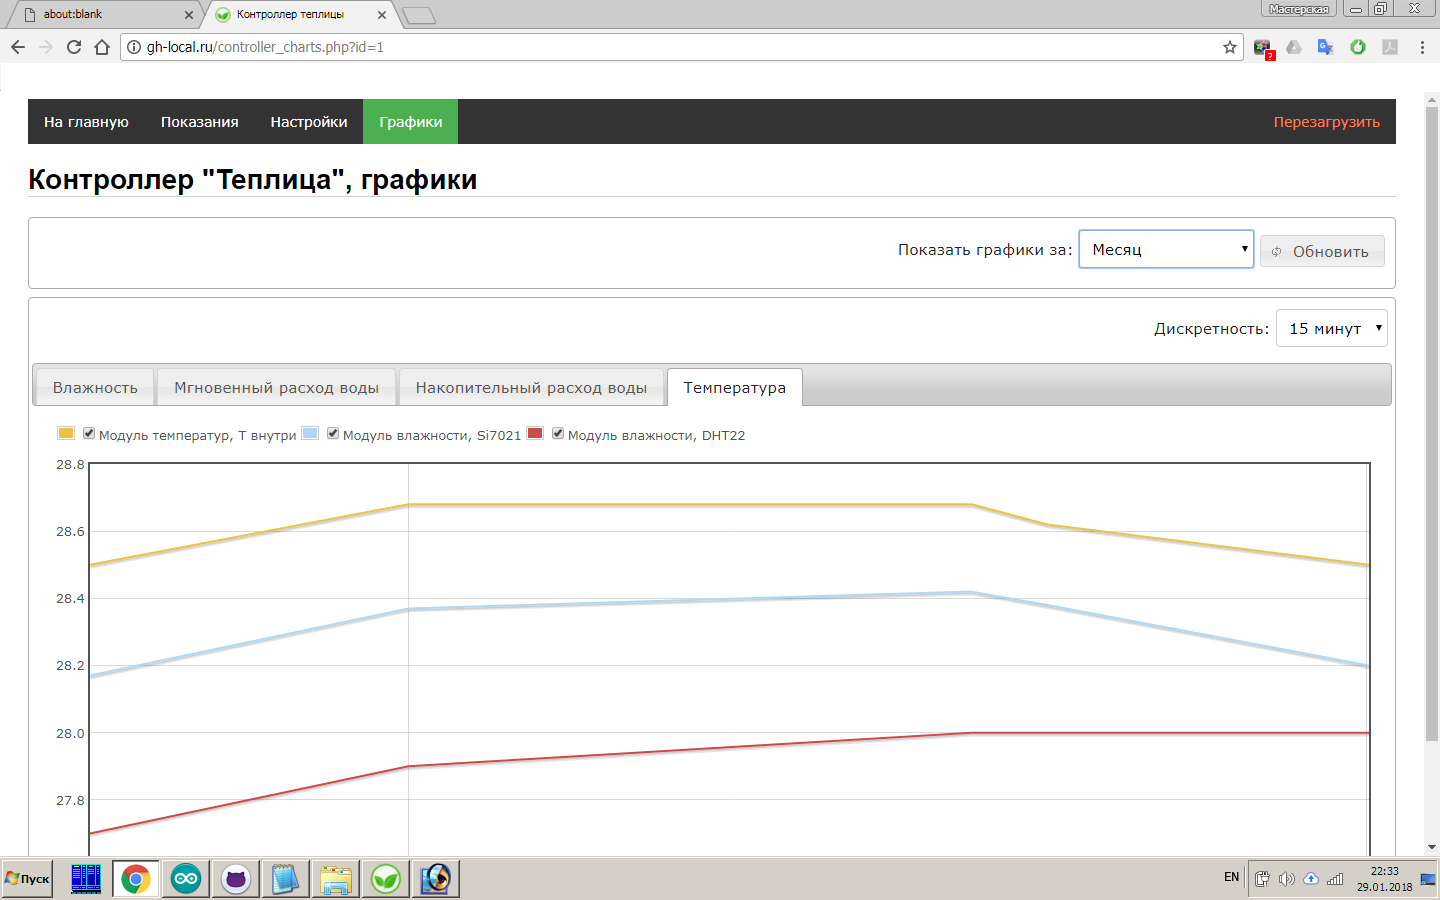 about:blank
Контроллер теплицы
Мастерская
gh-local.ru/controller_charts.php?id=1
На главную Показания Настройки Графики Перезагрузить
Контроллер "Теплица", графики
Показать графики за: Месяц Обновить
Дискретность: 15 минут
Влажность Мгновенный расход воды Накопительный расход воды Температура
Модуль температур, T внутри Модуль влажности, Si7021 Модуль влажности, DHT22
28.8
28.6
28.4
28.2
28.0
27.8
Пуск
EN
22:33
29.01.2018